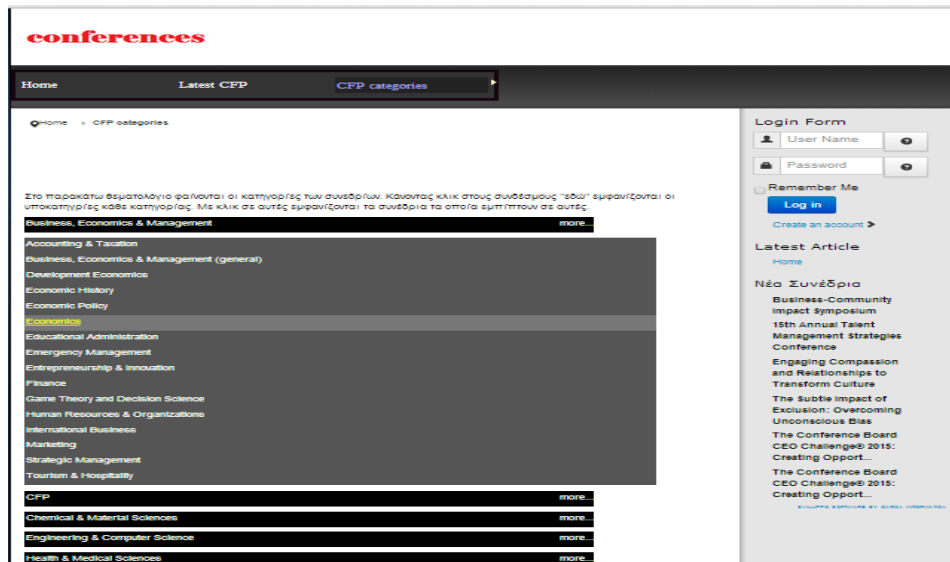 conferences
Home Latest CFP CFP categories
Home CFP categories
Στο παρακάτω θεματολόγιο φαίνονται οι κατηγορίες των συνεδρίων. Κάνοντας κλικ στους συνδέσμους "εδώ" εμφανίζονται οι
υποκατηγρίες κάθε κατηγορίας. Με κλικ σε αυτές εμφανίζονται τα συνέδρια τα οποία εμπίπτουν σε αυτές.
Business, Economics & Management more...
Accounting & Taxation
Business, Economics & Management (general)
Development Economics
Economic History
Economic Policy
Economics
Educational Administration
Emergency Management
Entrepreneurship & Innovation
Finance
Game Theory and Decision Science
Human Resources & Organizations
International Business
Marketing
Strategic Management
Tourism & Hospitality
CFP more...
Chemical & Material Sciences more...
Engineering & Computer Science more...
Health & Medical Sciences more...
Login Form
User Name
Password
Remember Me
Log in
Create an account
Latest Article
Home
Νέα Συνέδρια
Business-Community
Impact Symposium
15th Annual Talent
Management Strategies
Conference
Engaging Compassion
and Relationships to
Transform Culture
The Subtle Impact of
Exclusion: Overcoming
Unconscious Bias
The Conference Board
CEO Challenge® 2015:
Creating Opport...
The Conference Board
CEO Challenge® 2015:
Creating Opport...